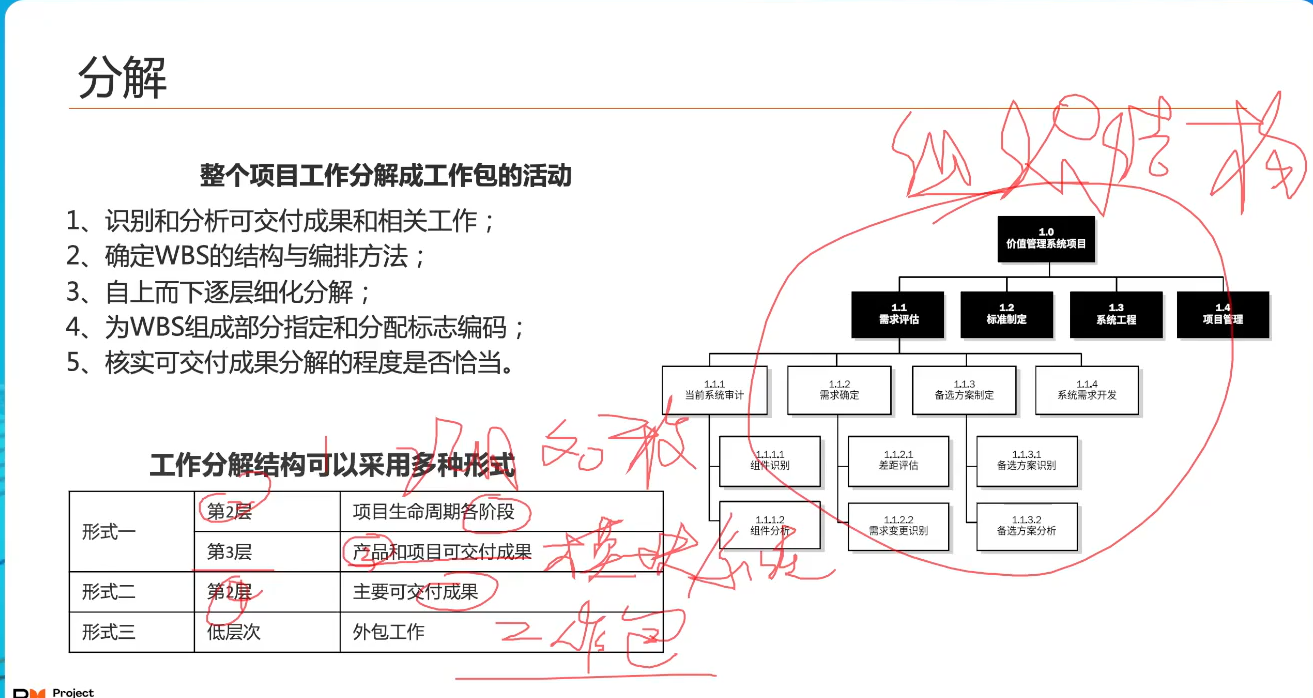 分解
整个项目工作分解成工作包的活动
1、识别和分析可交付成果和相关工作；
2、确定WBS的结构与编排方法；
3、自上而下逐层细化分解；
4、为WBS组成部分指定和分配标志编码；
5、核实可交付成果分解的程度是否恰当。
工作分解结构可以采用多种形式
形式一
第2层
项目生命周期各阶段
第3层
产品和项目可交付成果
形式二
第2层
主要可交付成果
形式三
低层次
外包工作
组织结构
1.0
价值管理系统项目
1.1
需求评估
1.2
标准制定
1.3
系统工程
1.4
项目管理
1.1.1
当前系统审计
1.1.2
需求确定
1.1.3
备选方案制定
1.1.4
系统需求开发
1.1.1.1
组件识别
1.1.2.1
差距评估
1.1.3.1
备选方案识别
1.1.1.2
组件分析
1.1.2.2
需求变更识别
1.1.3.2
备选方案分析
工作包
Project